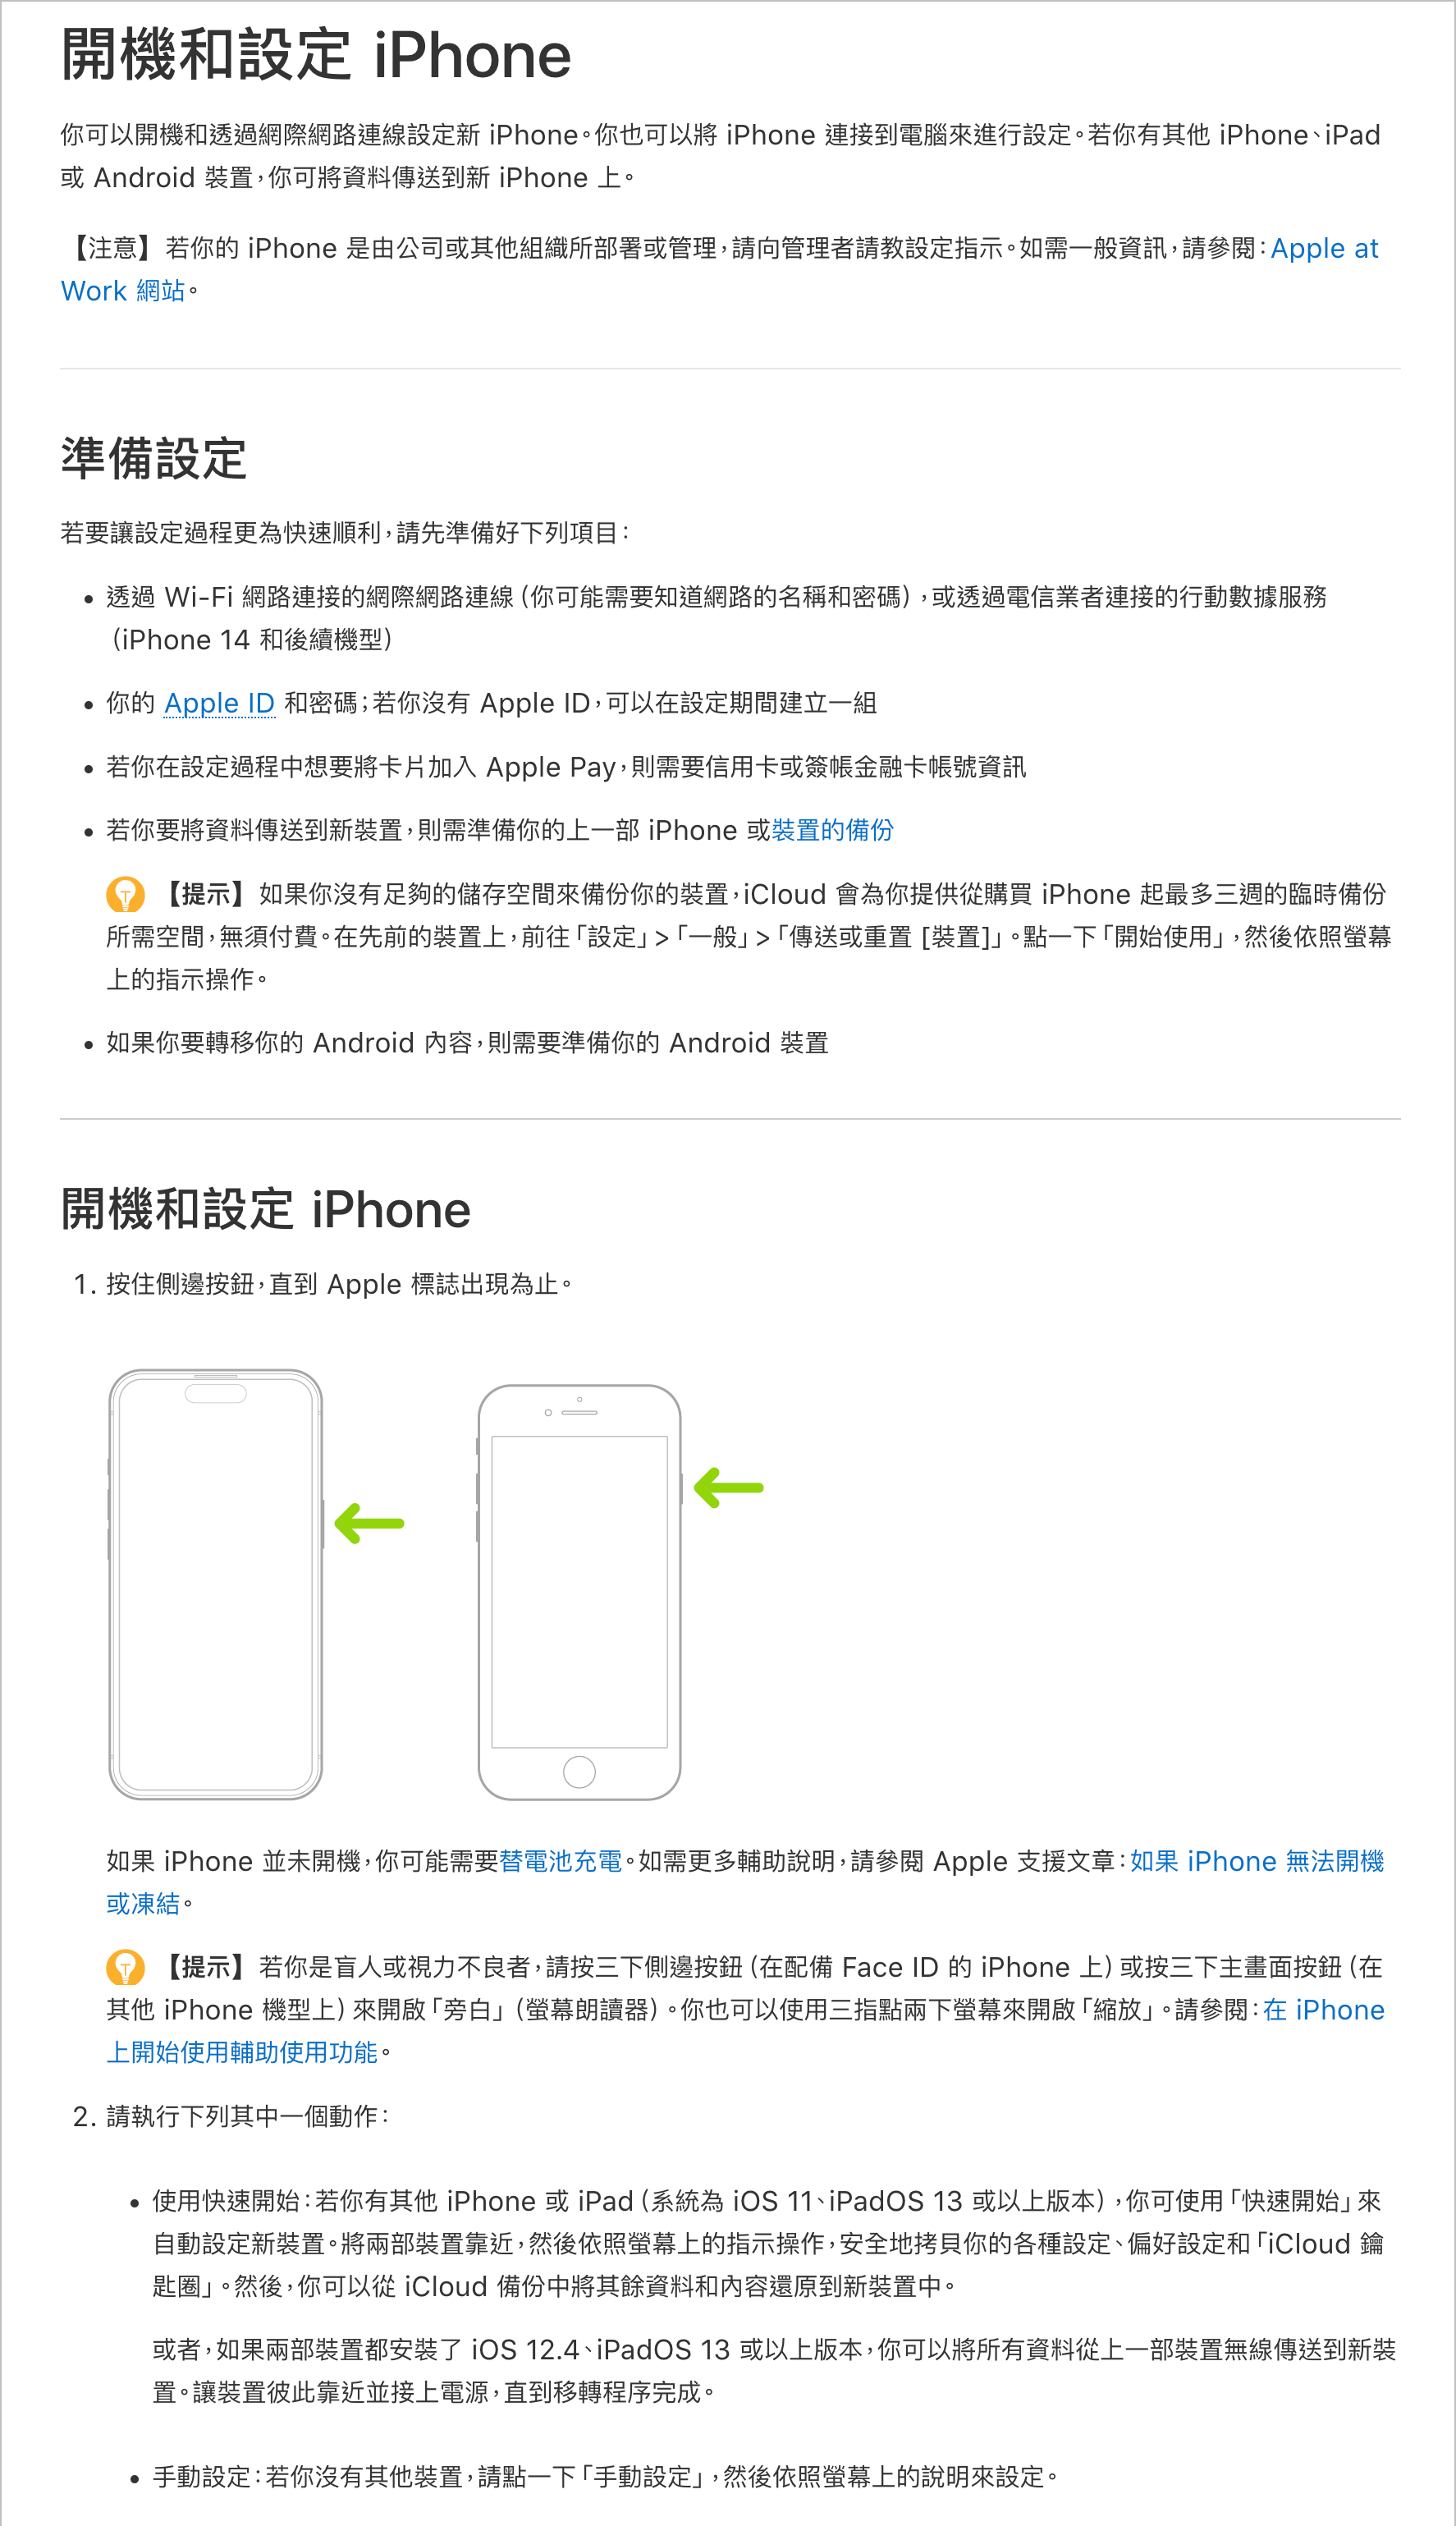 開機和設定 iPhone
你可以開機和透過網際網路連線設定新 iPhone。你也可以將 iPhone 連接到電腦來進行設定。若你有其他 iPhone、iPad
或 Android 裝置，你可將資料傳送到新 iPhone 上。
【注意】若你的 iPhone 是由公司或其他組織所部署或管理，請向管理者請教設定指示。如需一般資訊，請參閱：Apple at
Work 網站。
準備設定
若要讓設定過程更為快速順利，請先準備好下列項目：
• 透過 Wi-Fi 網路連接的網際網路連線（你可能需要知道網路的名稱和密碼），或透過電信業者連接的行動數據服務
（iPhone 14 和後續機型）
• 你的 Apple ID 和密碼；若你沒有 Apple ID，可以在設定期間建立一組
• 若你在設定過程中想要將卡片加入 Apple Pay，則需要信用卡或簽帳金融卡帳號資訊
• 若你要將資料傳送到新裝置，則需準備你的上一部 iPhone 或裝置的備份
【提示】如果你沒有足夠的儲存空間來備份你的裝置，iCloud 會為你提供從購買 iPhone 起最多三週的臨時備份
所需空間，無須付費。在先前的裝置上，前往「設定」>「一般」>「傳送或重置 [裝置]」。點一下「開始使用」，然後依照螢幕
上的指示操作。
• 如果你要轉移你的 Android 內容，則需要準備你的 Android 裝置
開機和設定 iPhone
1. 按住側邊按鈕，直到 Apple 標誌出現為止。
如果 iPhone 並未開機，你可能需要替電池充電。如需更多輔助說明，請參閱 Apple 支援文章：如果 iPhone 無法開機
或凍結。
【提示】若你是盲人或視力不良者，請按三下側邊按鈕（在配備 Face ID 的 iPhone 上）或按三下主畫面按鈕（在
其他 iPhone 機型上）來開啟「旁白」（螢幕朗讀器）。你也可以使用三指點兩下螢幕來開啟「縮放」。請參閱：在 iPhone
上開始使用輔助使用功能。
2. 請執行下列其中一個動作：
• 使用快速開始：若你有其他 iPhone 或 iPad（系統為 iOS 11、iPadOS 13 或以上版本），你可使用「快速開始」來
自動設定新裝置。將兩部裝置靠近，然後依照螢幕上的指示操作，安全地拷貝你的各種設定、偏好設定和「iCloud 鑰
匙圈」。然後，你可以從 iCloud 備份中將其餘資料和內容還原到新裝置中。
或者，如果兩部裝置都安裝了 iOS 12.4、iPadOS 13 或以上版本，你可以將所有資料從上一部裝置無線傳送到新裝
置。讓裝置彼此靠近並接上電源，直到移轉程序完成。
• 手動設定：若你沒有其他裝置，請點一下「手動設定」，然後依照螢幕上的說明來設定。